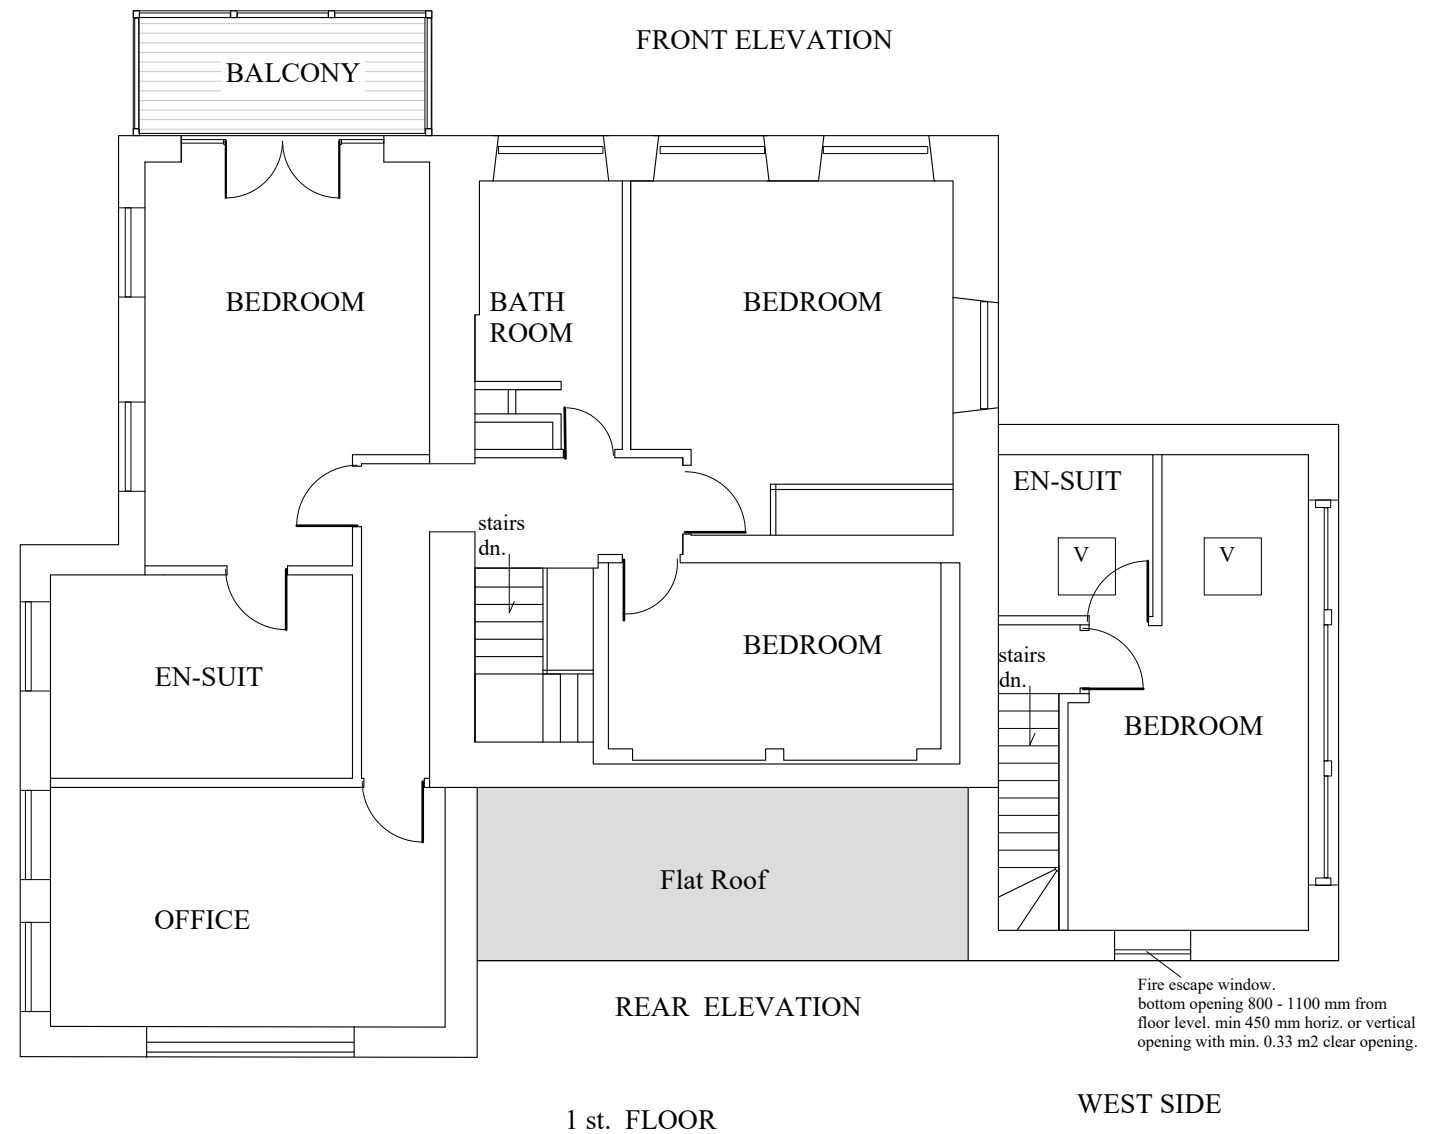 FRONT ELEVATION
BALCONY
BEDROOM
BATH
ROOM
BEDROOM
EN-SUIT
stairs
dn.
V
V
BEDROOM
stairs
dn.
EN-SUIT
BEDROOM
Flat Roof
OFFICE
REAR ELEVATION
Fire escape window.
bottom opening 800 - 1100 mm from
floor level. min 450 mm horiz. or vertical
opening with min. 0.33 m2 clear opening.
WEST SIDE
1 st. FLOOR